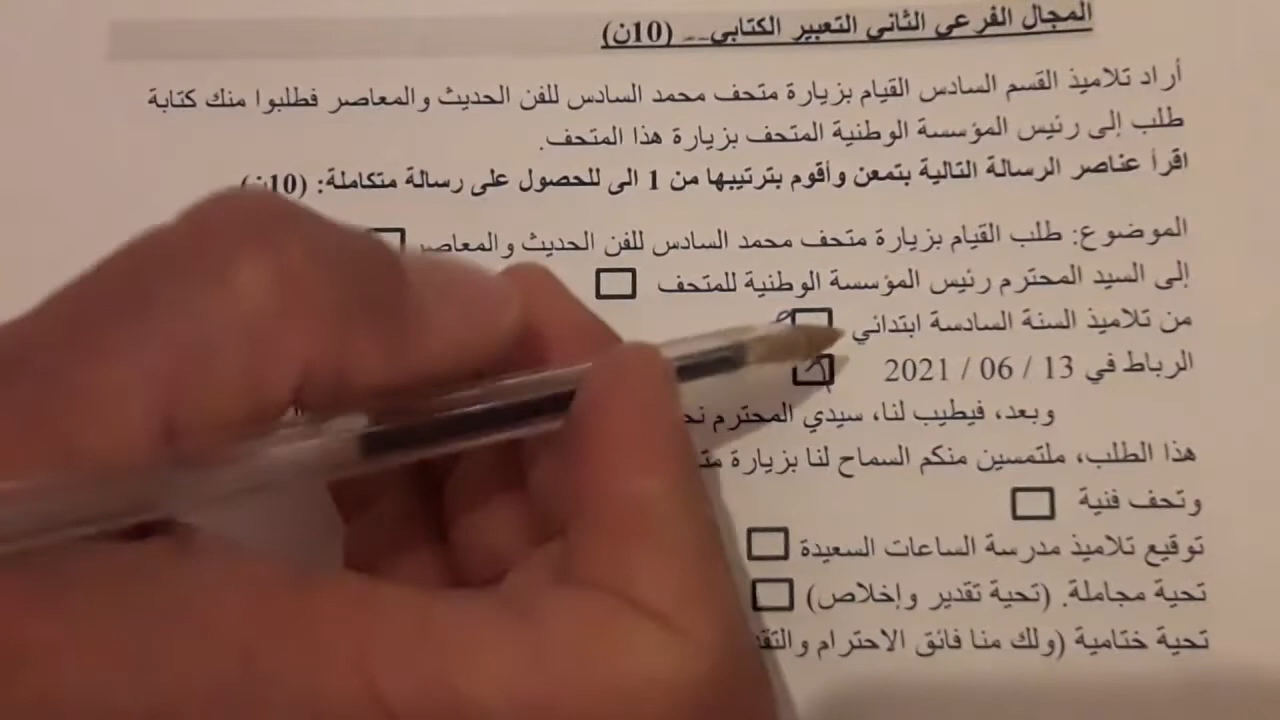 المجال الفرعي الثاني التعبير الكتابي-- (10ن)
أراد تلاميذ القسم السادس القيام بزيارة متحف محمد السادس للفن الحديث والمعاصر فطلبوا منك كتابة
طلب إلى رئيس المؤسسة الوطنية المتحف بزيارة هذا المتحف.
اقرأ عناصر الرسالة التالية بتمعن وأقوم بترتيبها من 1 الى للحصول على رسالة متكاملة: (10ن)
الموضوع: طلب القيام بزيارة متحف محمد السادس للفن الحديث والمعاصر
إلى السيد المحترم رئيس المؤسسة الوطنية للمتحف
من تلاميذ السنة السادسة ابتدائي
الرباط في 13 / 06 / 2021
وبعد، فيطيب لنا، سيدي المحترم
هذا الطلب، ملتمسين منكم السماح لنا بزيارة
وتحف فنية
توقيع تلاميذ مدرسة الساعات السعيدة
تحية مجاملة. (تحية تقدير وإخلاص)
تحية ختامية (ولك منا فائق الاحترام